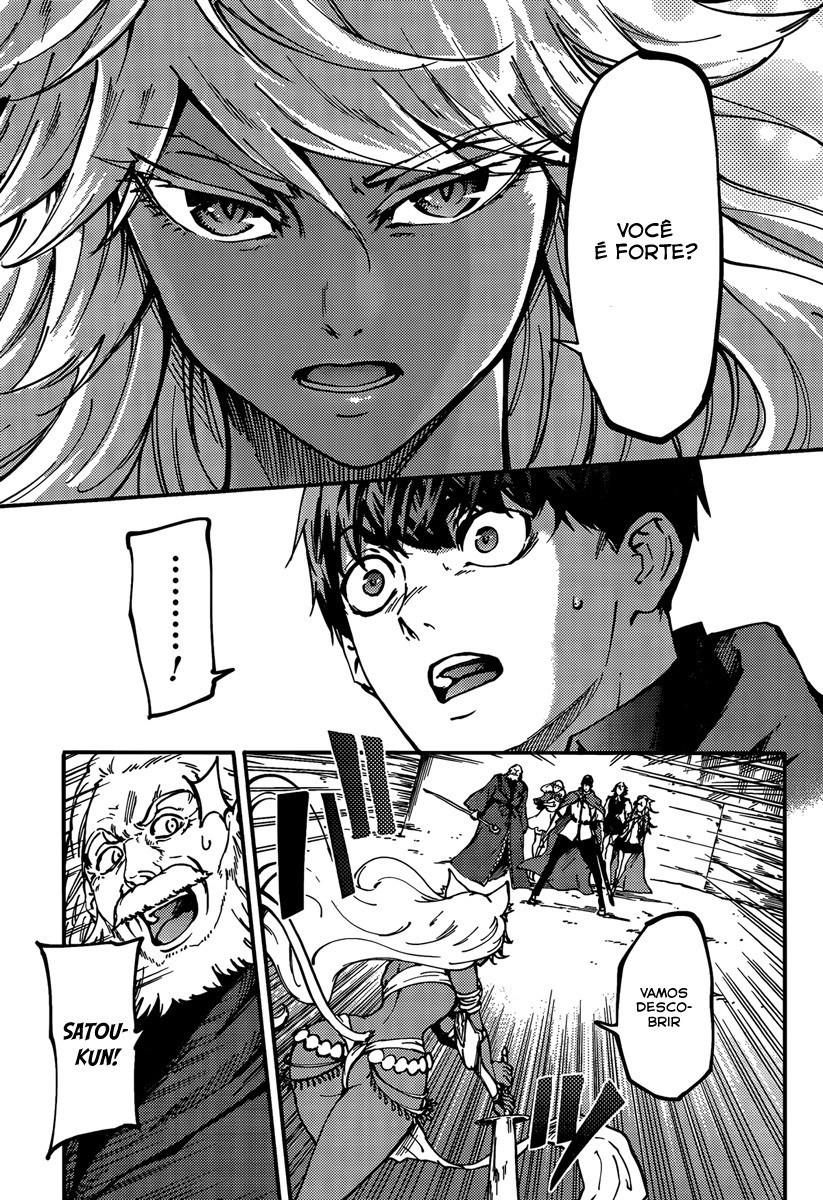 VOCÊ
É FORTE?
.........!
VAMOS
DESCO-
BRIR
SATOU-
KUN!